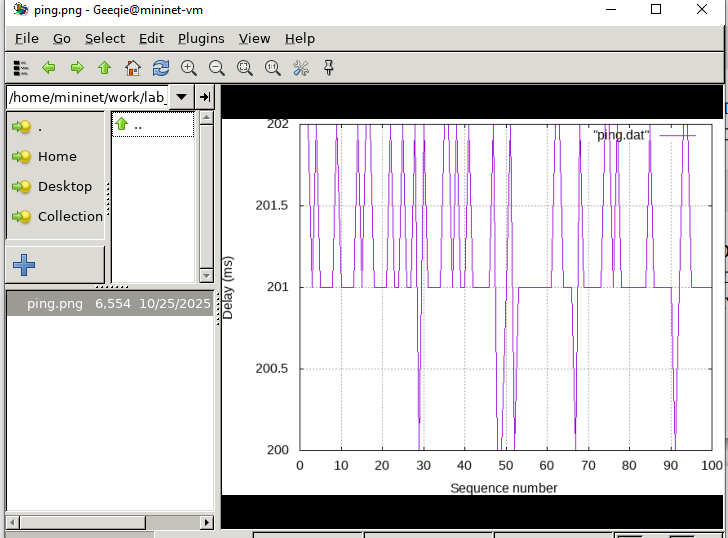 ping.png - Geeqie@mininet-vm
File Go Select Edit Plugins View Help
/home/mininet/work/lab_
.
..
Home
Desktop
Collection
ping.png 6,554 10/25/2025
202
201.5
201
200.5
200
Delay (ms)
"ping.dat"
0 10 20 30 40 50 60 70 80 90 100
Sequence number